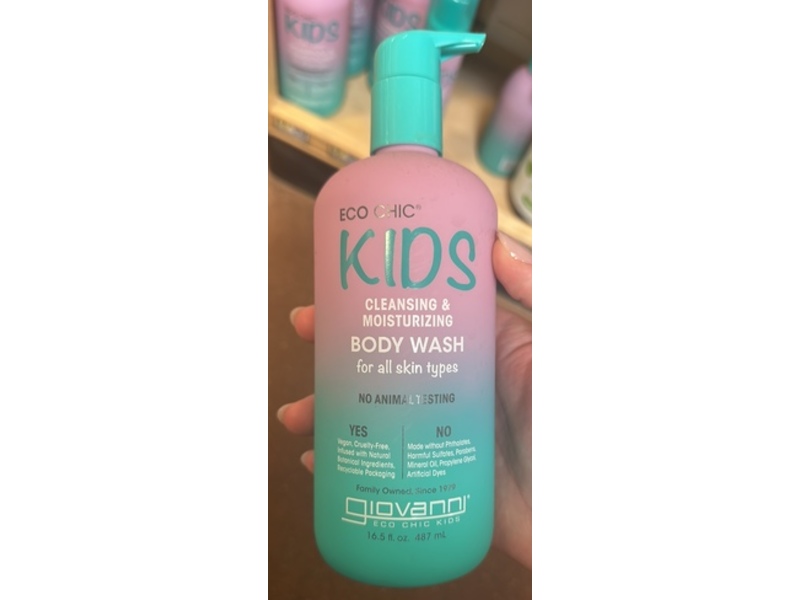 KIDS
ECO CHIC®
KIDS
CLEANSING &
MOISTURIZING
BODY WASH
for all skin types
NO ANIMAL TESTING
YES
Vegan, Cruelty-Free,
Infused with Natural
Botanical Ingredients,
Recyclable Packaging
NO
Made without Phthalates,
Harmful Sulfates, Parabens,
Mineral Oil, Propylene Glycol,
Artificial Dyes
Family Owned, Since 1979
giovanni®
ECO CHIC KIDS
16.5 fl. oz. 487 mL